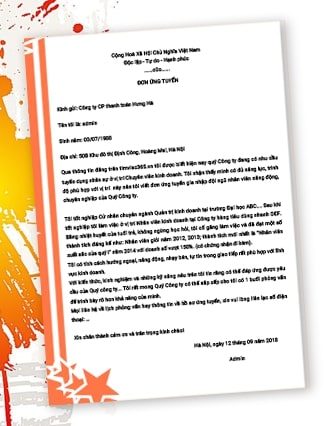 Cộng Hoà Xã Hội Chủ Nghĩa Việt Nam
Độc lập - Tự do - Hạnh phúc
ĐƠN ỨNG TUYỂN
Kính gửi: Công ty CP thanh toán Hưng Hà
Tên tôi là: admin
Sinh năm: 03/07/1988
Địa chỉ: 50B Khu đô thị Định Công, Hoàng Mai, Hà Nội
Qua thông tin đăng trên timviec365.vn tôi được biết hiện nay quý Công ty đang có nhu cầu
tuyển dụng nhân sự ở vị trí Chuyên viên kinh doanh. Tôi nhận thấy mình có đủ năng lực, trình
độ phù hợp với vị trí này nên tôi viết đơn ứng tuyển gia nhập đội ngũ nhân viên năng động,
chuyên nghiệp của Quý Công ty.
Tôi tốt nghiệp Cử nhân chuyên ngành Quản trị kinh doanh tại trường Đại học ABC.... Sau khi
tốt nghiệp tôi làm việc ở vị trí Nhân viên kinh doanh tại Công ty hàng tiêu dùng nhanh DEF.
Bằng nhiệt huyết của tuổi trẻ, không ngừng học hỏi, tôi cố gắng làm việc và đã đạt một số
thành tích đáng kể như: Nhân viên giỏi năm 2012, 2013; thành tích mới nhất là "Nhân viên
xuất sắc của quý I" năm 2014 với doanh số vượt 150%. (có chứng nhận đi kèm).
Tôi có tính cách hướng ngoại, năng động, nhạy bén, tự tin trong giao tiếp rất phù hợp với lĩnh
vực kinh doanh.
Với kiến thức, kinh nghiệm và những kỹ năng nêu trên tôi tin rằng có thể đáp ứng được yêu
cầu của Quý công ty... Tôi rất mong Quý Công ty có thể sắp xếp cho tôi có 1 buổi phỏng vấn
để trình bày rõ hơn khả năng của mình.
Mọi liên hệ về lịch phỏng vấn hay thông tin về hồ sơ ứng tuyển, xin vui lòng liên lạc số điện
thoại: ..
Xin chân thành cảm ơn và trân trọng kính chào!
Hà Nội, ngày 12 tháng 09 năm 2018
Admin